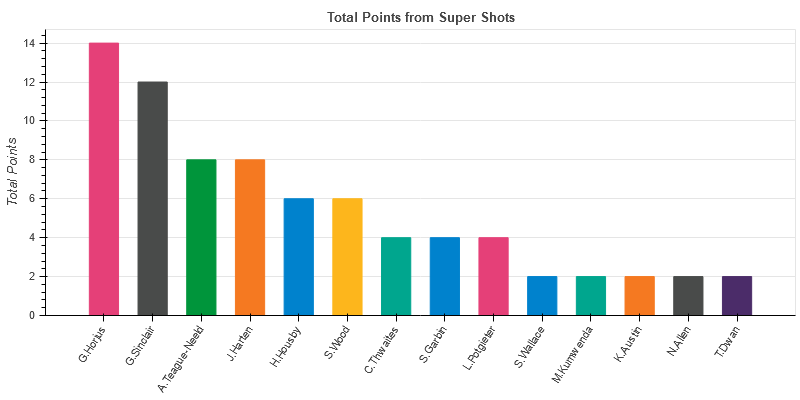 Total Points from Super Shots
Total Points
14
12
10
8
6
4
2
0
G.Horjus
G.Sinclair
A.Teague-Neeld
J.Harten
H.Housby
S.Wood
C.Thwaites
S.Garbin
L.Potgieter
S.Wallace
M.Kumwenda
K.Austin
N.Allen
T.Dwan